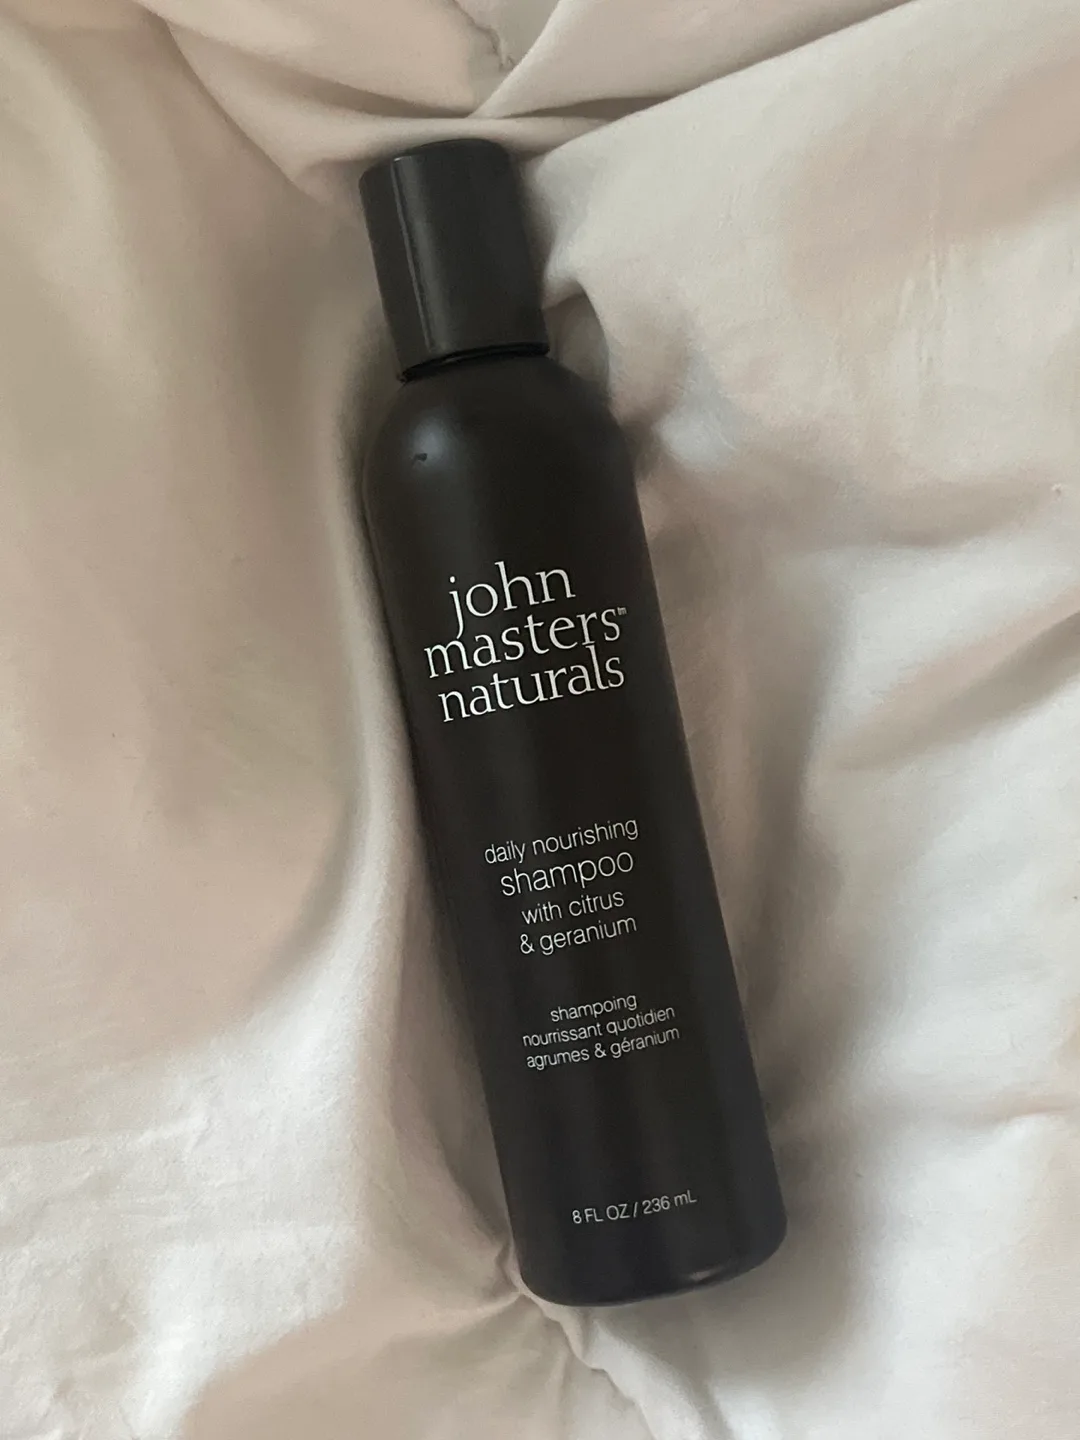 john
masters™
naturals
daily nourishing
shampoo
with citrus
& geranium
shampoing
nourrissant quotidien
agrumes & géranium
8 FL OZ / 236 mL